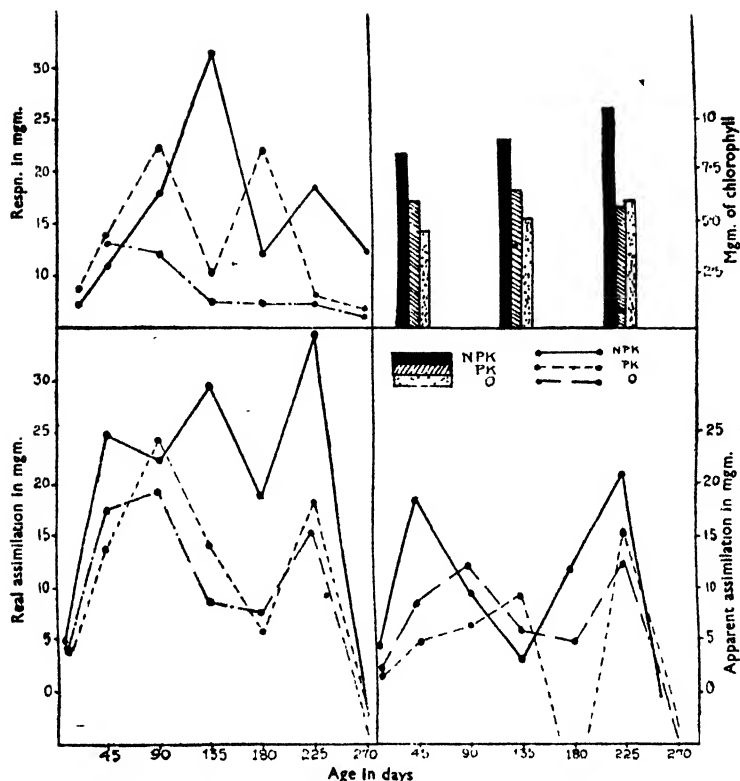 Respn. in mgm.
30
25
20
15
10
10
7·5
5·0
2·5
Mgm. of chlorophyll
NPK
PK
O
NPK
PK
O
Real assimilation in mgm.
30
25
20
15
10
5
0
25
20
15
10
5
0
Apparent assimilation in mgm.
45 90 135 180 225 270
45 90 135 180 225 270
Age in days